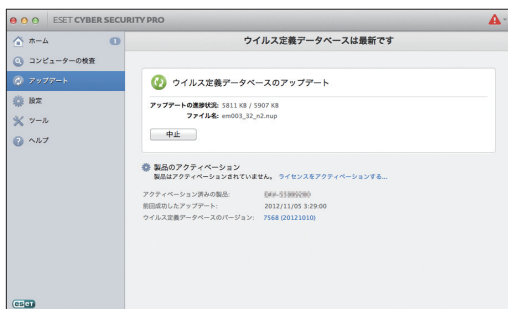 ESET CYBER SECURITY PRO
ホーム 1
コンピューターの検査
アップデート
設定
ツール
ヘルプ
ウイルス定義データベースは最新です
ウイルス定義データベースのアップデート
アップデートの進捗状況: 5811 KB / 5907 KB
ファイル名: em003_32_n2.nup
中止
製品のアクティベーション
製品はアクティベーションされていません。 ライセンスをアクティベーションする...
アクティベーション済みの製品:
前回成功したアップデート: 2012/11/05 3:29:00
ウイルス定義データベースのバージョン: 7568 (20121010)
eset